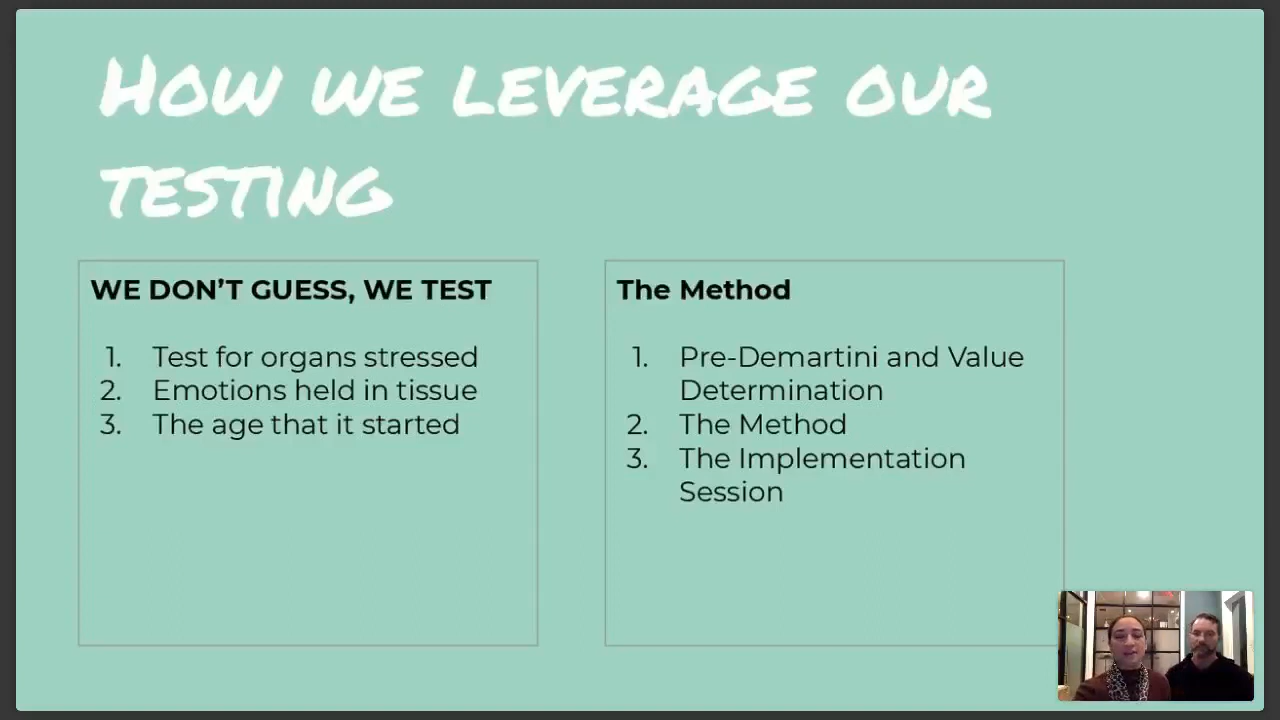 HOW WE LEVERAGE OUR
TESTING
WE DON’T GUESS, WE TEST
1. Test for organs stressed
2. Emotions held in tissue
3. The age that it started
The Method
1. Pre-Demartini and Value
Determination
2. The Method
3. The Implementation
Session